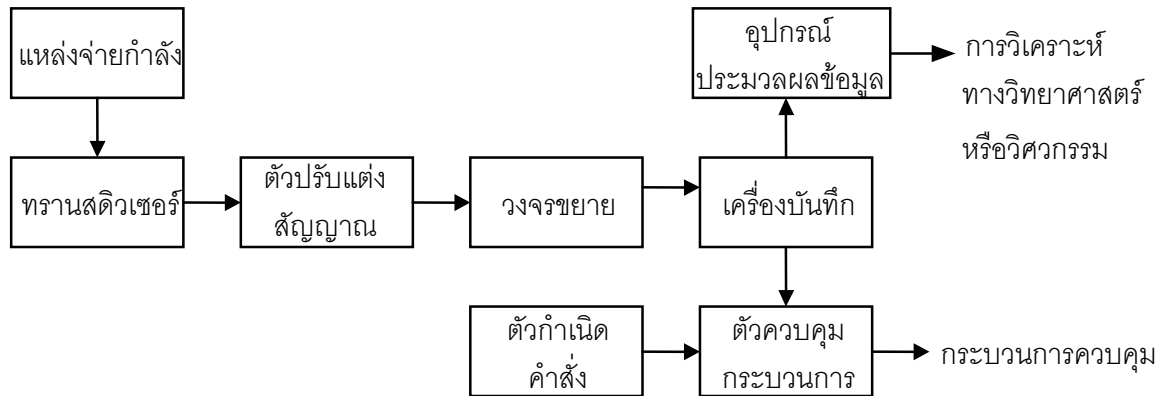 แหล่งจ่ายกำลัง
อุปกรณ์
ประมวลผลข้อมูล
การวิเคราะห์
ทางวิทยาศาสตร์
หรือวิศวกรรม
ทรานสดิวเซอร์
ตัวปรับแต่ง
สัญญาณ
วงจรขยาย
เครื่องบันทึก
ตัวกำเนิด
คำสั่ง
ตัวควบคุม
กระบวนการ
กระบวนการควบคุม